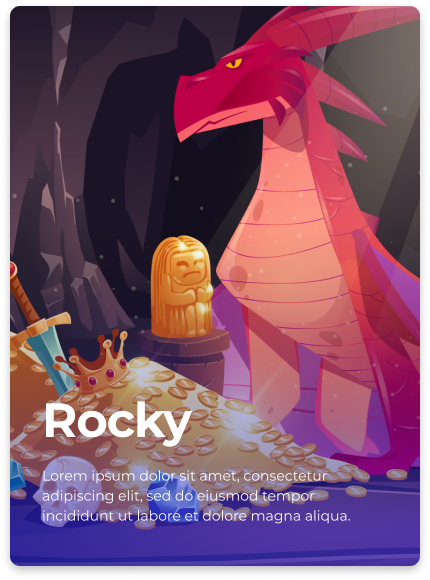 Rocky
Lorem ipsum dolor sit amet, consectetur
adipiscing elit, sed do eiusmod tempor
incididunt ut labore et dolore magna aliqua.